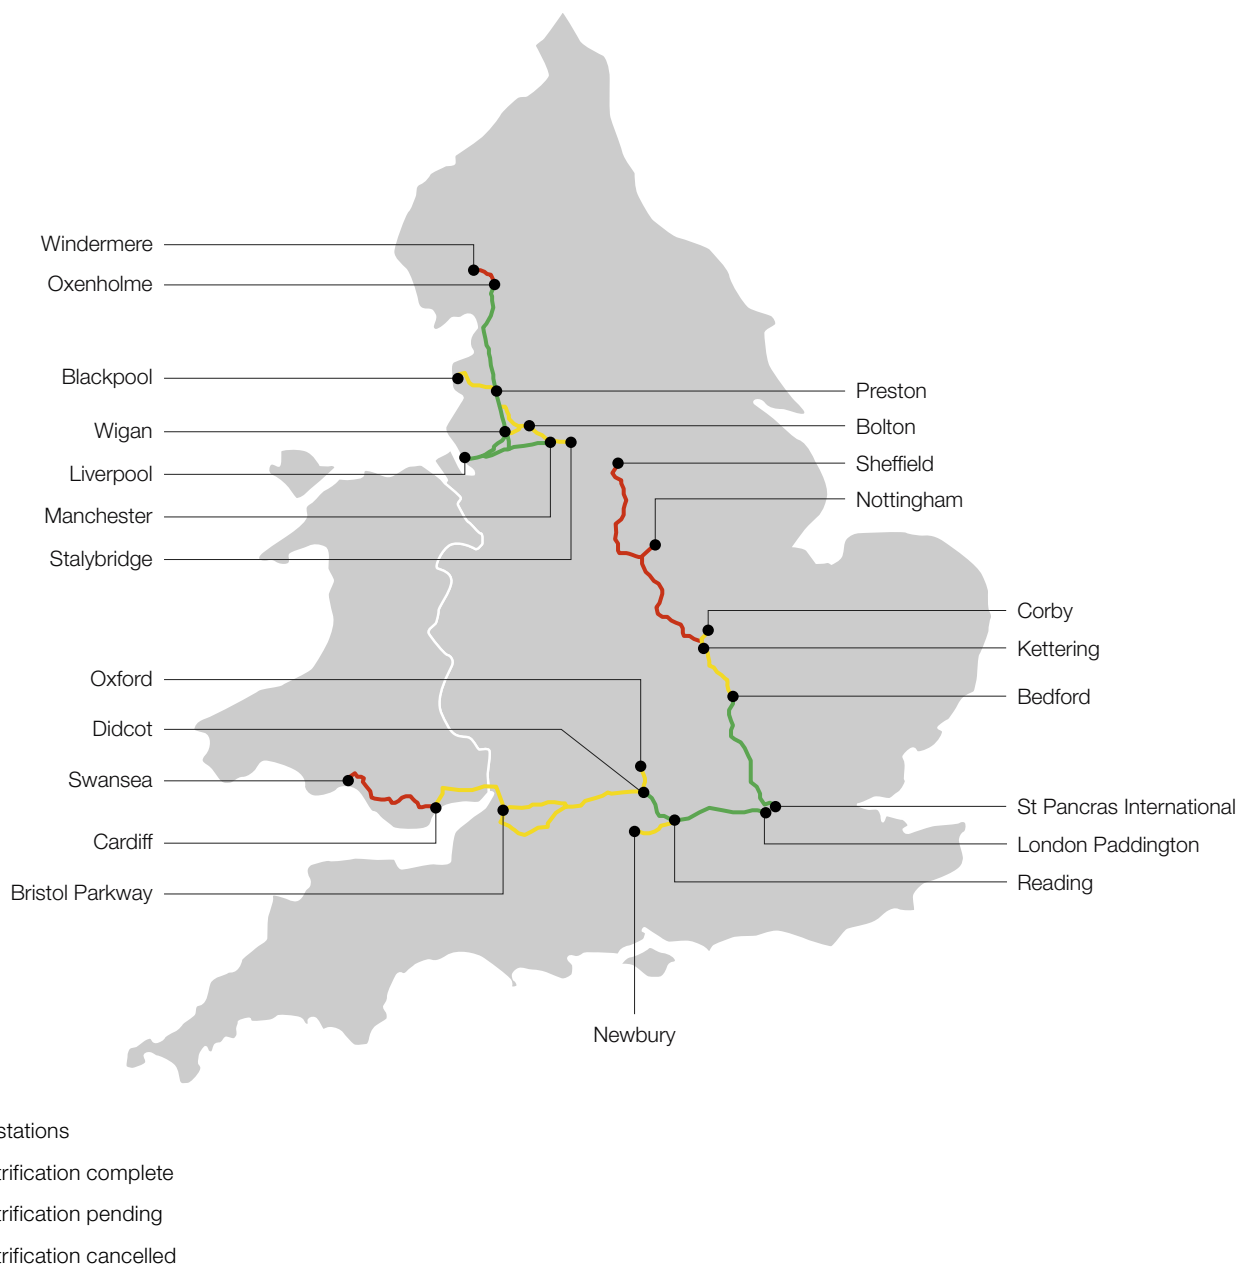 Windermere
Oxenholme
Blackpool
Preston
Bolton
Wigan
Sheffield
Liverpool
Nottingham
Manchester
Stalybridge
Corby
Kettering
Oxford
Bedford
Didcot
Swansea
St Pancras International
Cardiff
London Paddington
Reading
Bristol Parkway
Newbury
stations
trification complete
trification pending
trification cancelled